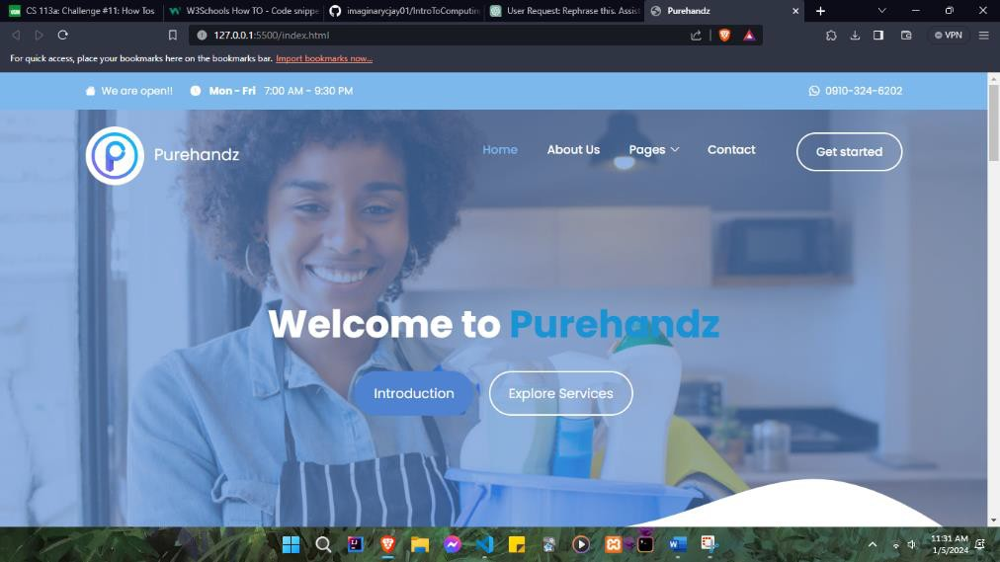 CS 113a: Challenge #11: How Tos
W3Schools How TO - Code snippe
imaginarycjay01/IntroToComputing
User Request: Rephrase this. Assis
Purehandz
127.0.0.1:5500/index.html
VPN
For quick access, place your bookmarks here on the bookmarks bar. Import bookmarks now...
We are open!! Mon - Fri 7:00 AM - 9:30 PM 0910-324-6202
Purehandz Home About Us Pages Contact Get started
Welcome to Purehandz
Introduction Explore Services
11:31 AM
1/5/2024